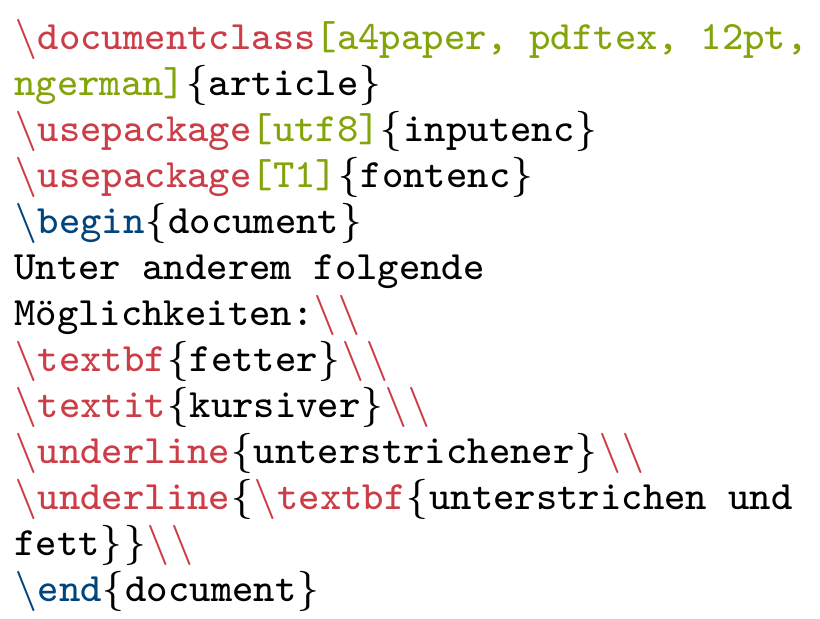 \documentclass[a4paper, pdftex, 12pt,
ngerman]{article}
\usepackage[utf8]{inputenc}
\usepackage[T1]{fontenc}
\begin{document}
Unter anderem folgende
Möglichkeiten:\\
\textbf{fetter}\\
\textit{kursiver}\\
\underline{unterstrichener}\\
\underline{\textbf{unterstrichen und
fett}}\\
\end{document}